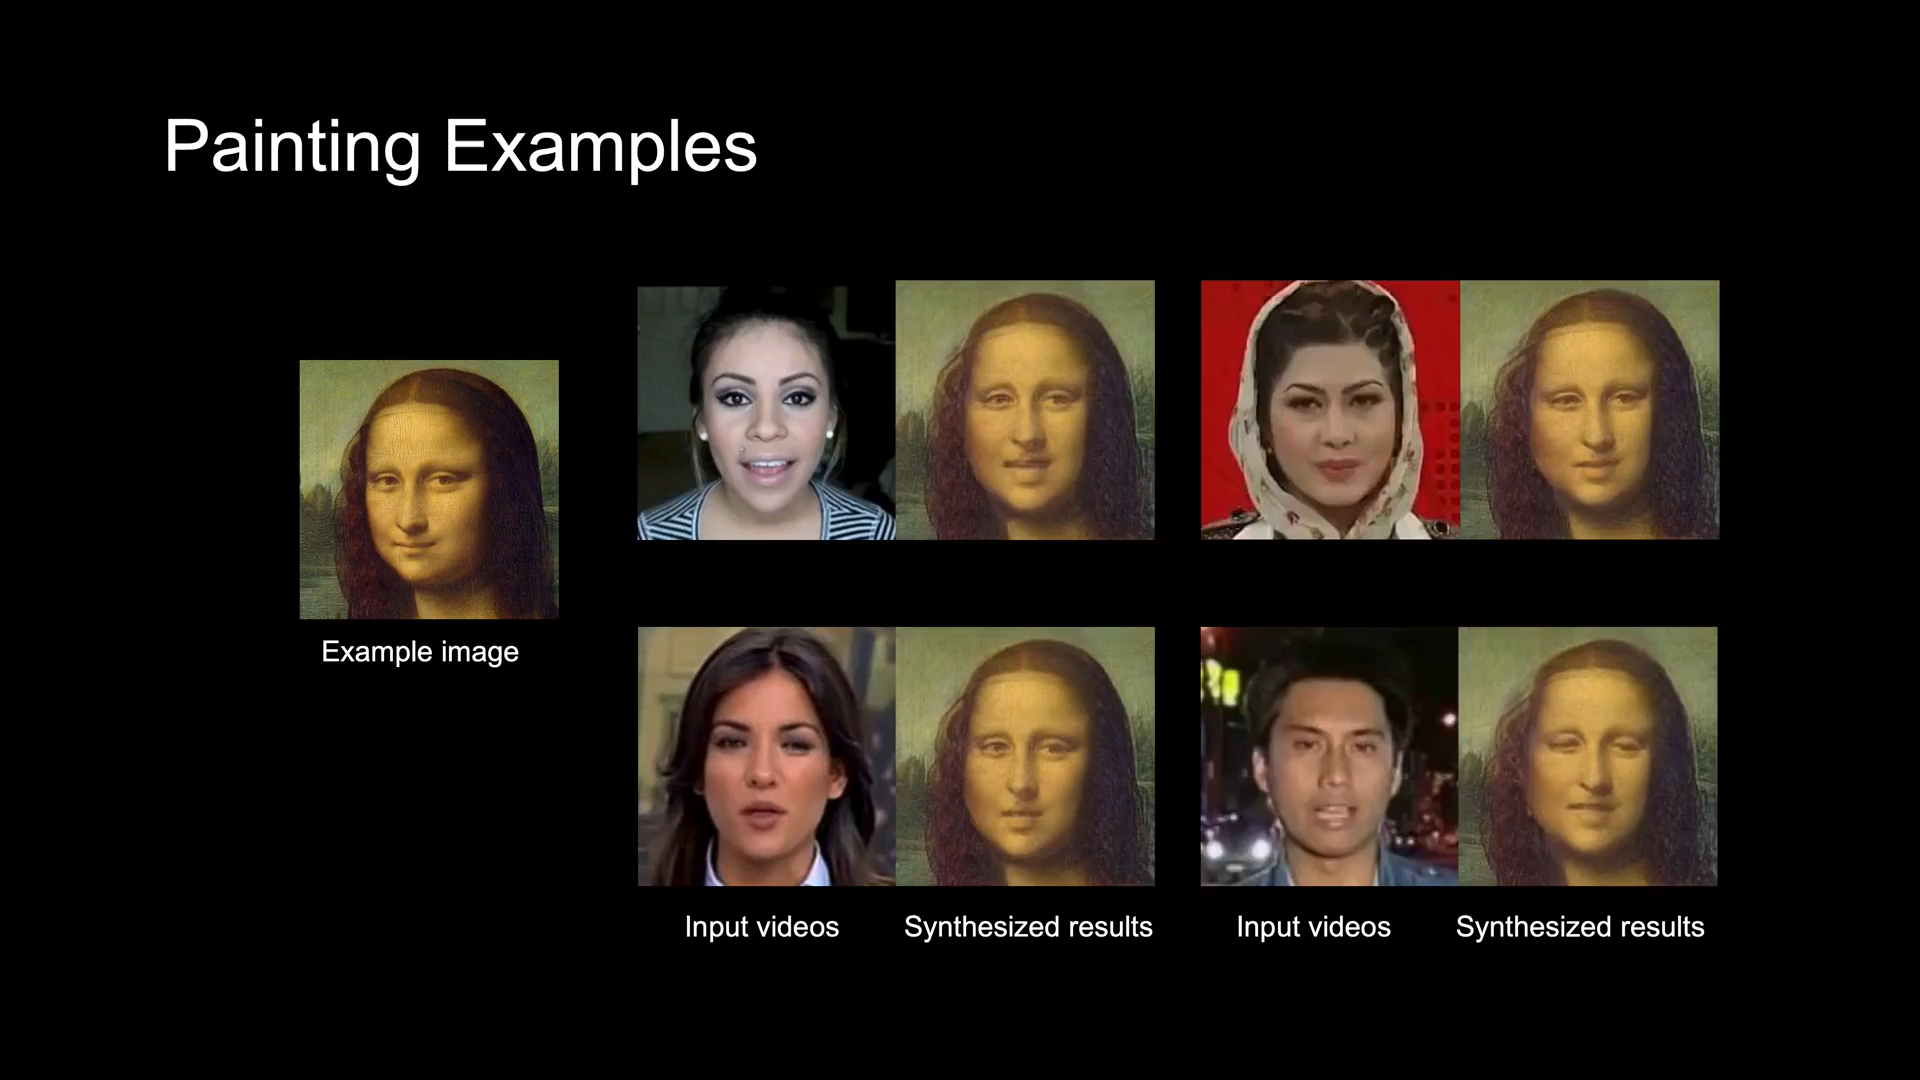 Painting Examples
Example image
Input videos
Synthesized results
Input videos
Synthesized results